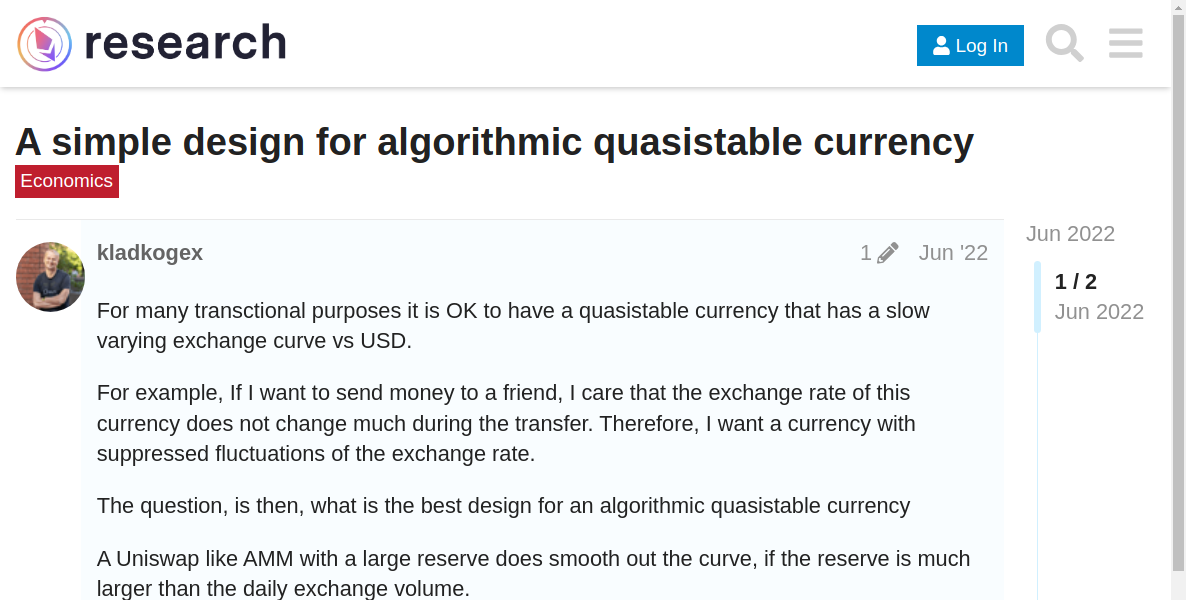 research
Log In
A simple design for algorithmic quasistable currency
Economics
kladkogex
1
Jun '22
For many transctional purposes it is OK to have a quasistable currency that has a slow
varying exchange curve vs USD.
For example, If I want to send money to a friend, I care that the exchange rate of this
currency does not change much during the transfer. Therefore, I want a currency with
suppressed fluctuations of the exchange rate.
The question, is then, what is the best design for an algorithmic quasistable currency
A Uniswap like AMM with a large reserve does smooth out the curve, if the reserve is much
larger than the daily exchange volume.
Jun 2022
1 / 2
Jun 2022